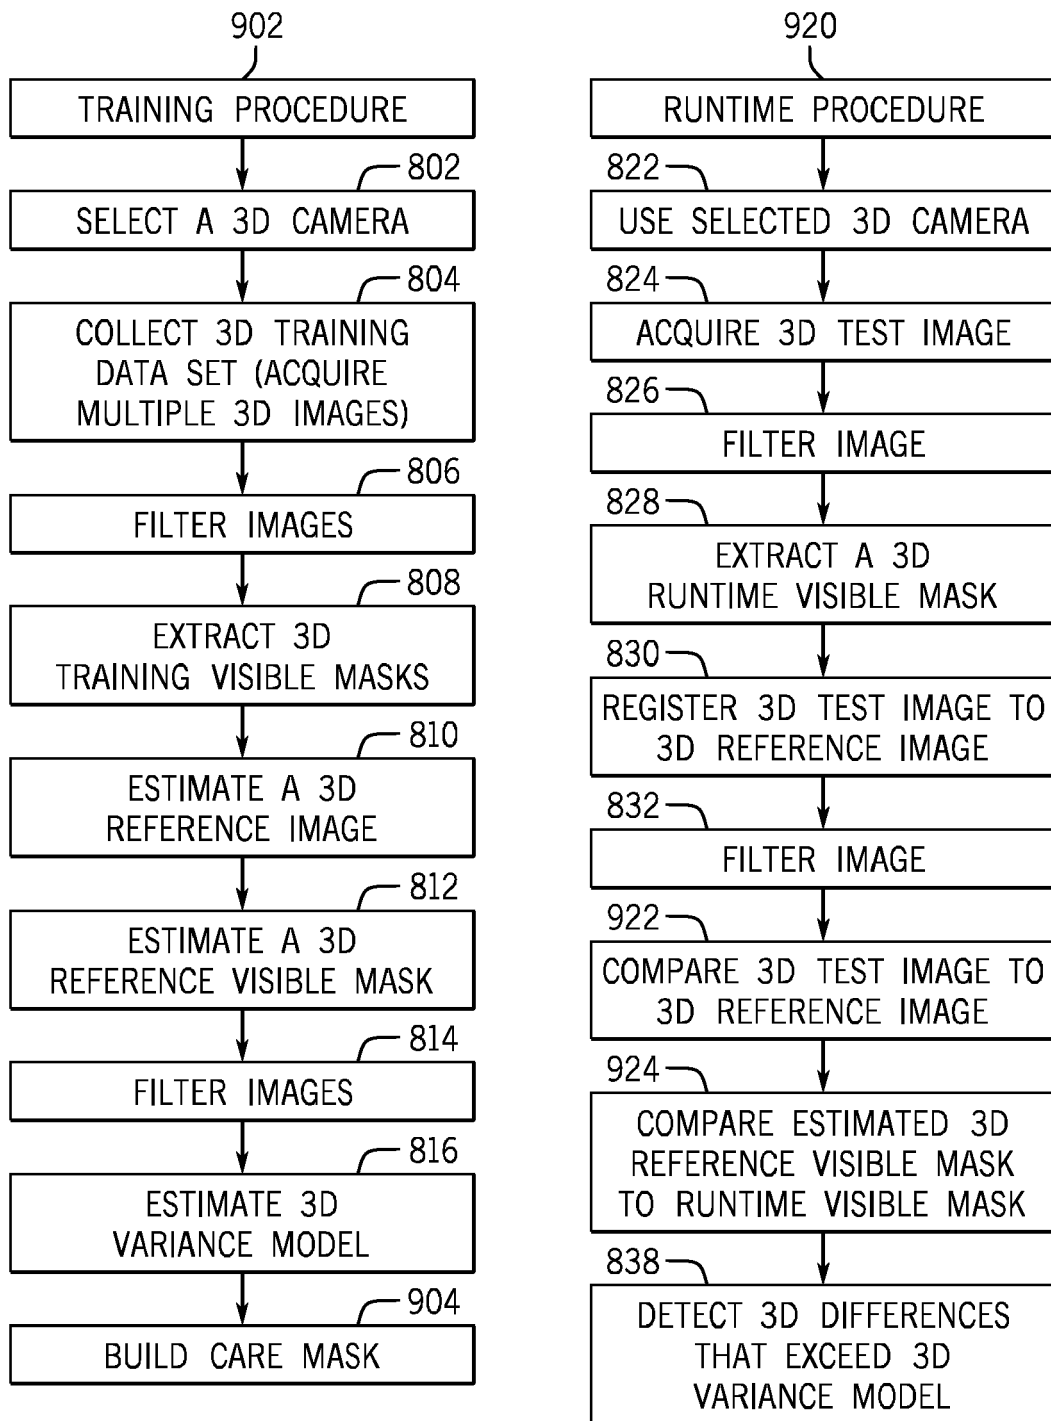 902
TRAINING PROCEDURE
802
SELECT A 3D CAMERA
804
COLLECT 3D TRAINING
DATA SET (ACQUIRE
MULTIPLE 3D IMAGES)
806
FILTER IMAGES
808
EXTRACT 3D
TRAINING VISIBLE MASKS
810
ESTIMATE A 3D
REFERENCE IMAGE
812
ESTIMATE A 3D
REFERENCE VISIBLE MASK
814
FILTER IMAGES
816
ESTIMATE 3D
VARIANCE MODEL
904
BUILD CARE MASK
920
RUNTIME PROCEDURE
822
USE SELECTED 3D CAMERA
824
ACQUIRE 3D TEST IMAGE
826
FILTER IMAGE
828
EXTRACT A 3D
RUNTIME VISIBLE MASK
830
REGISTER 3D TEST IMAGE TO
3D REFERENCE IMAGE
832
FILTER IMAGE
922
COMPARE 3D TEST IMAGE TO
3D REFERENCE IMAGE
924
COMPARE ESTIMATED 3D
REFERENCE VISIBLE MASK
TO RUNTIME VISIBLE MASK
838
DETECT 3D DIFFERENCES
THAT EXCEED 3D
VARIANCE MODEL